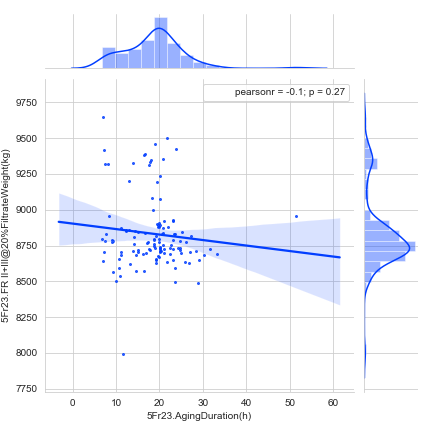 pearsonr = -0.1; p = 0.27
9750
9500
9250
9000
8750
8500
8250
8000
7750
5Fr23.FR II+III@20%FiltrateWeight(kg)
0 10 20 30 40 50 60
5Fr23.AgingDuration(h)